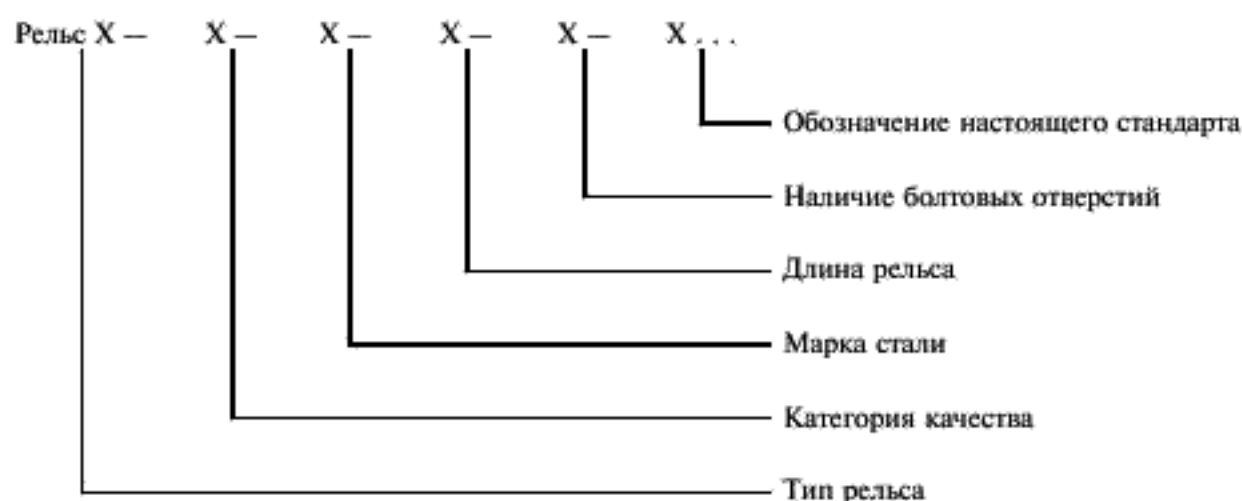 Рельс X – X – X – X – X – X . . .
Обозначение настоящего стандарта
Наличие болтовых отверстий
Длина рельса
Марка стали
Категория качества
Тип рельса